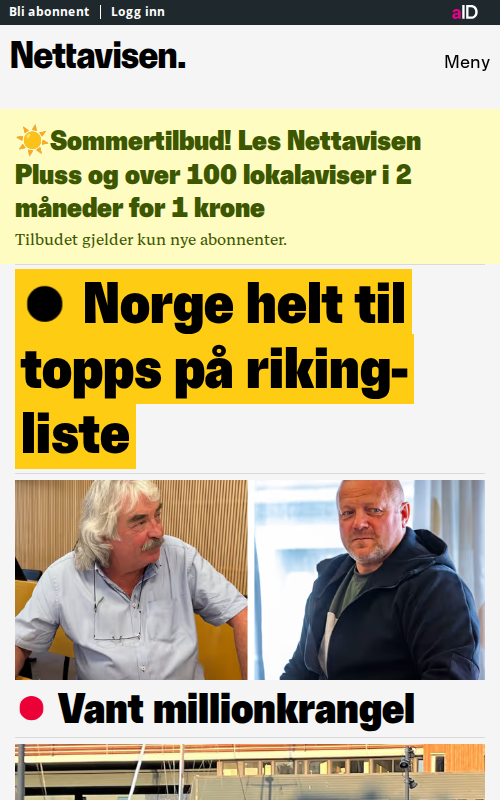 Bli abonnent | Logg inn
aID
Nettavisen.
Meny
☀️Sommertilbud! Les Nettavisen
Pluss og over 100 lokalaviser i 2
måneder for 1 krone
Tilbudet gjelder kun nye abonnenter.
● Norge helt til
topps på riking-
liste
Vant millionkrangel